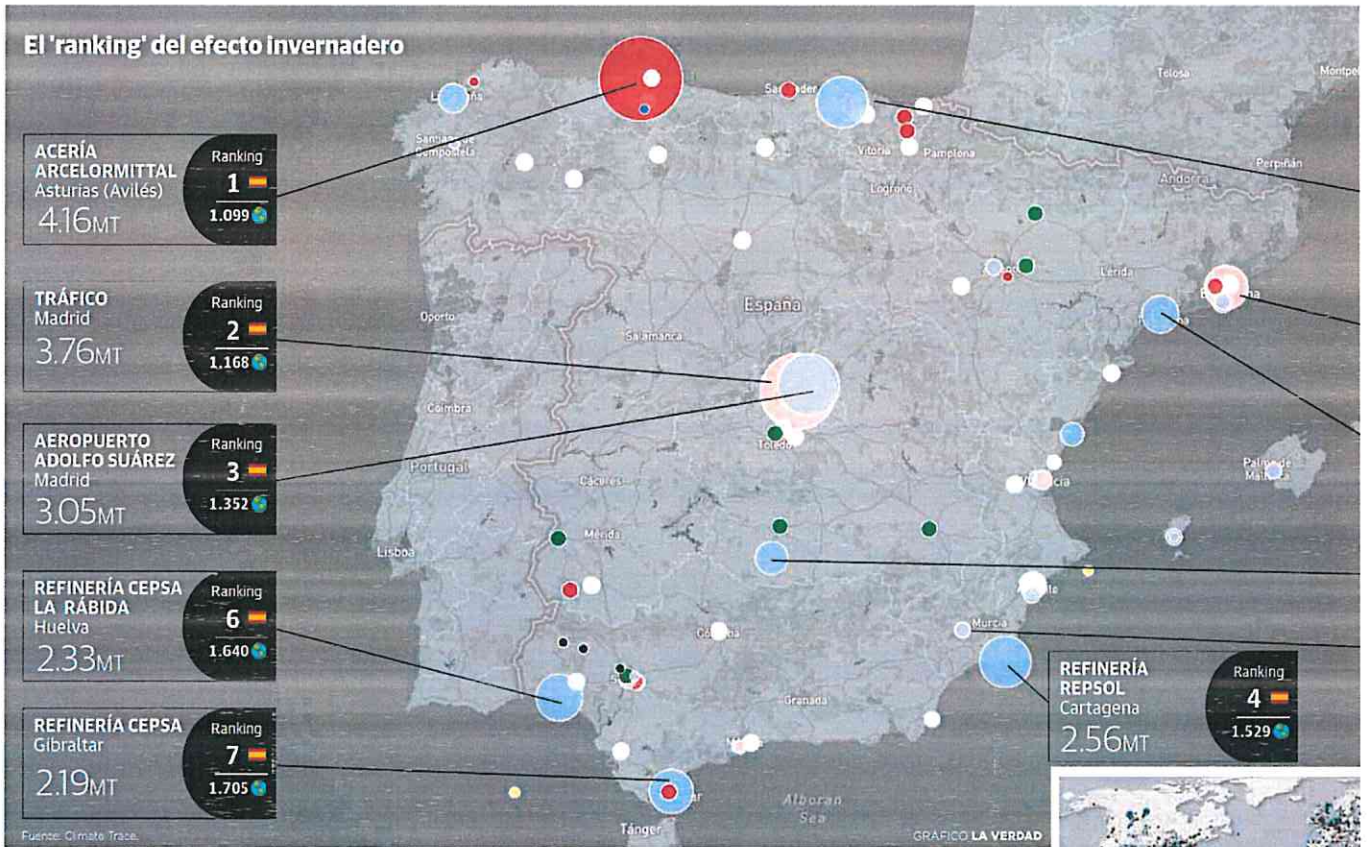 El 'ranking' del efecto invernadero
ACERÍA
ARCELORMITTAL
Asturias (Avilés)
4.16MT
Ranking
1
1.099
TRÁFICO
Madrid
3.76MT
Ranking
2
1,168
AEROPUERTO
ADOLFO SUÁREZ
Madrid
3.05MT
Ranking
3
1.352
REFINERÍA CEPSA
LA RÁBIDA
Huelva
2.33MT
Ranking
6
1.640
REFINERÍA CEPSA
Gibraltar
2.19MT
Ranking
7
1.705
REFINERÍA
REPSOL
Cartagena
2.56MT
Ranking
4
1.529
Tolosa
Santiago de
Compostela
Vitoria
Pamplona
Logroño
Perpiñán
Andorra
Lérida
Oporto
España
Salamanca
Coimbra
Toledo
Portugal
Cáceres
Palma de
Mallorca
Mérida
Lisboa
Murcia
Granada
Alboran
Sea
Tánger
Fuente: Climate Trace.
GRÁFICO LA VERDAD